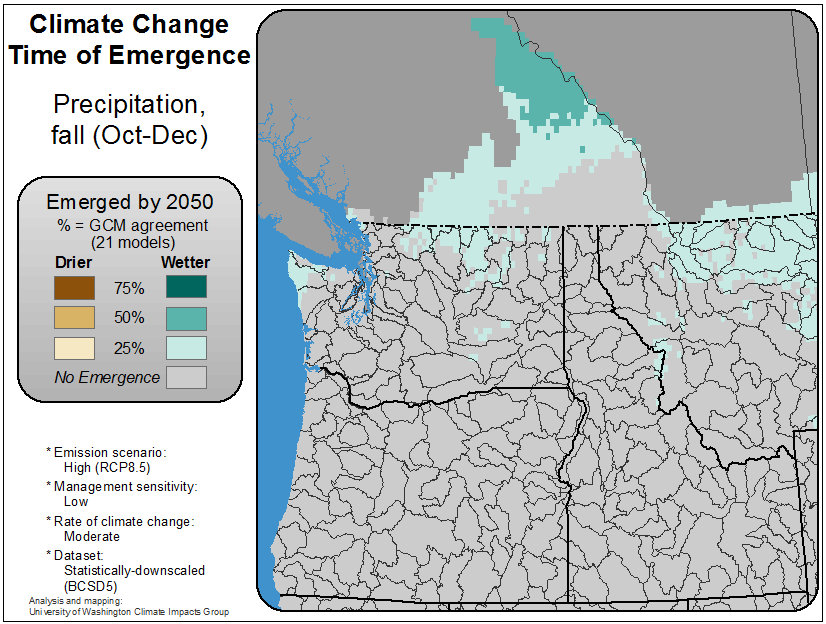 Climate Change
Time of Emergence
Precipitation,
fall (Oct-Dec)
Emerged by 2050
% = GCM agreement
(21 models)
Drier Wetter
75%
50%
25%
No Emergence
* Emission scenario:
High (RCP8.5)
* Management sensitivity:
Low
* Rate of climate change:
Moderate
* Dataset:
Statistically-downscaled
(BCSD5)
Analysis and mapping:
University of Washington Climate Impacts Group